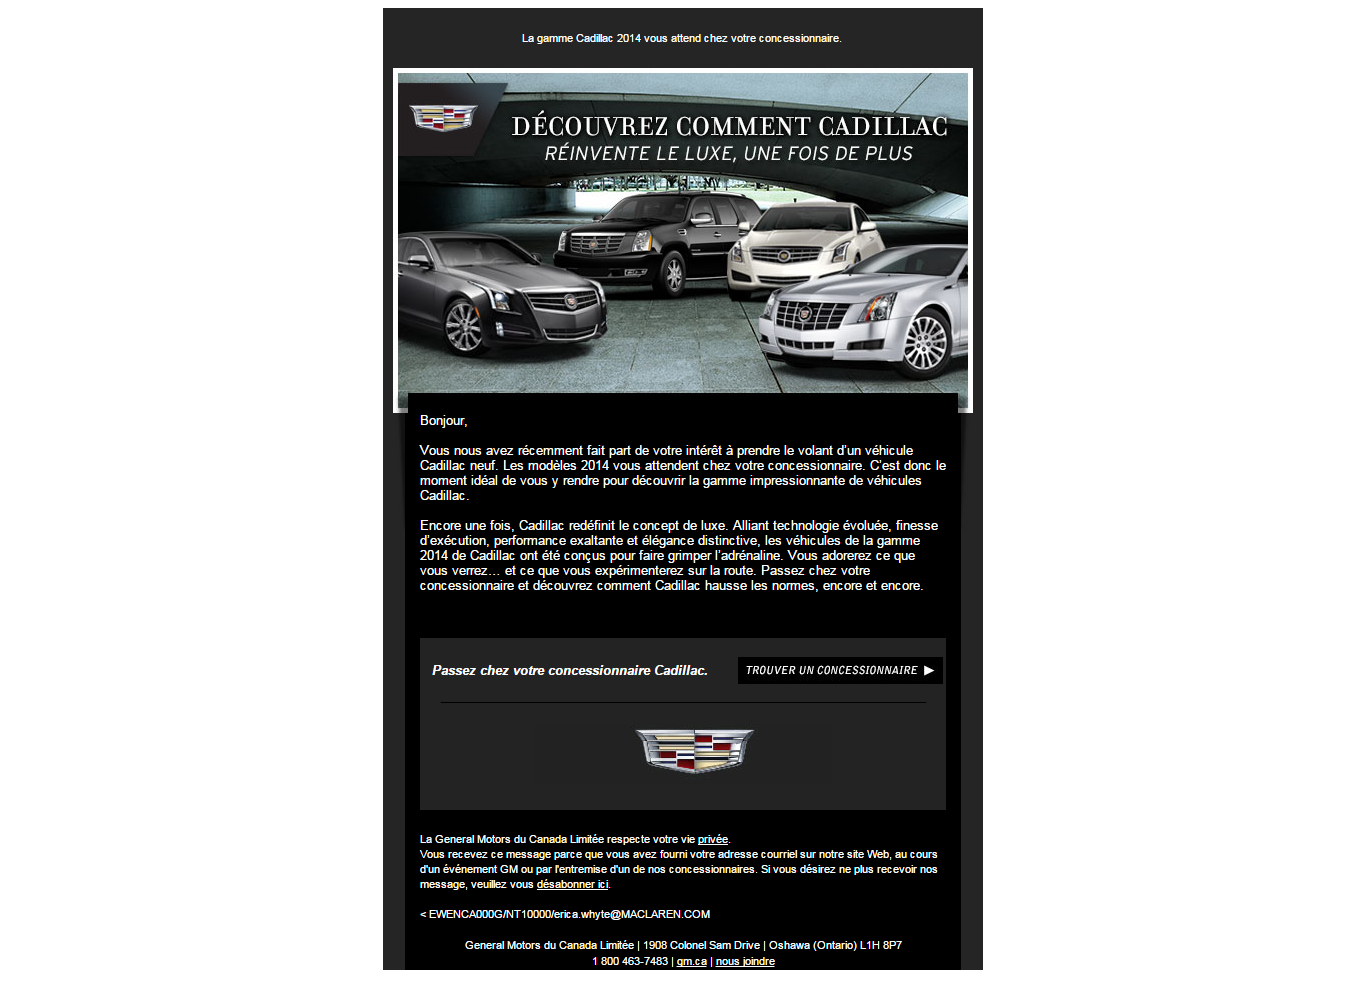 La gamme Cadillac 2014 vous attend chez votre concessionnaire.
DÉCOUVREZ COMMENT CADILLAC
RÉINVENTE LE LUXE, UNE FOIS DE PLUS
Bonjour,
Vous nous avez récemment fait part de votre intérêt à prendre le volant d'un véhicule
Cadillac neuf. Les modèles 2014 vous attendent chez votre concessionnaire. C'est donc le
moment idéal de vous y rendre pour découvrir la gamme impressionnante de véhicules
Cadillac.
Encore une fois, Cadillac redéfinit le concept de luxe. Alliant technologie évoluée, finesse
d'exécution, performance exaltante et élégance distinctive, les véhicules de la gamme
2014 de Cadillac ont été conçus pour faire grimper l'adrénaline. Vous adorerez ce que
vous verrez... et ce que vous expérimenterez sur la route. Passez chez votre
concessionnaire et découvrez comment Cadillac hausse les normes, encore et encore.
Passez chez votre concessionnaire Cadillac.
TROUVER UN CONCESSIONNAIRE
La General Motors du Canada Limitée respecte votre vie privée.
Vous recevez ce message parce que vous avez fourni votre adresse courriel sur notre site Web, au cours
d'un événement GM ou par l'entremise d'un de nos concessionnaires. Si vous désirez ne plus recevoir nos
message, veuillez vous désabonner ici.
< EWENCA000G/NT10000/erica.whyte@MACLAREN.COM
General Motors du Canada Limitée | 1908 Colonel Sam Drive | Oshawa (Ontario) L1H 8P7
1 800 463-7483 | gm.ca | nous joindre